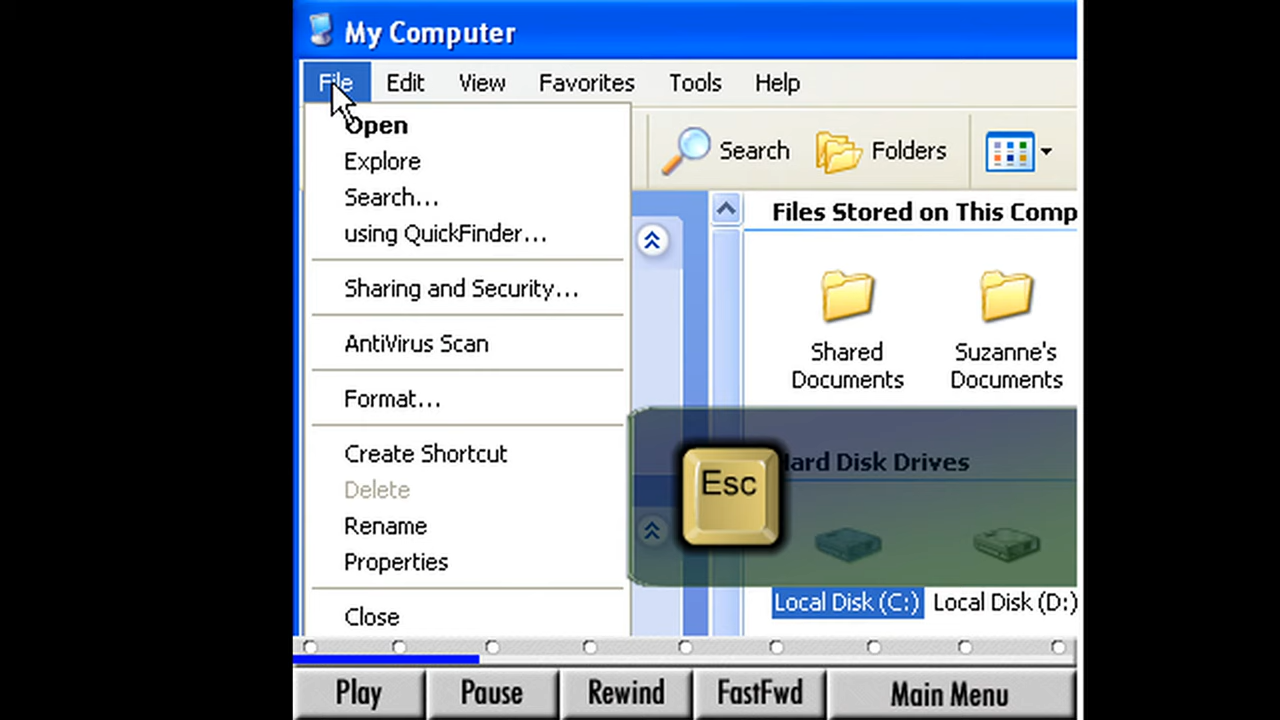 My Computer
File Edit View Favorites Tools Help
Open
Explore
Search...
using QuickFinder...
Sharing and Security...
AntiVirus Scan
Format...
Create Shortcut
Delete
Rename
Properties
Close
Search Folders
Files Stored on This Comp
Shared
Documents
Suzanne's
Documents
Hard Disk Drives
Esc
Local Disk (C:) Local Disk (D:)
Play Pause Rewind FastFwd Main Menu